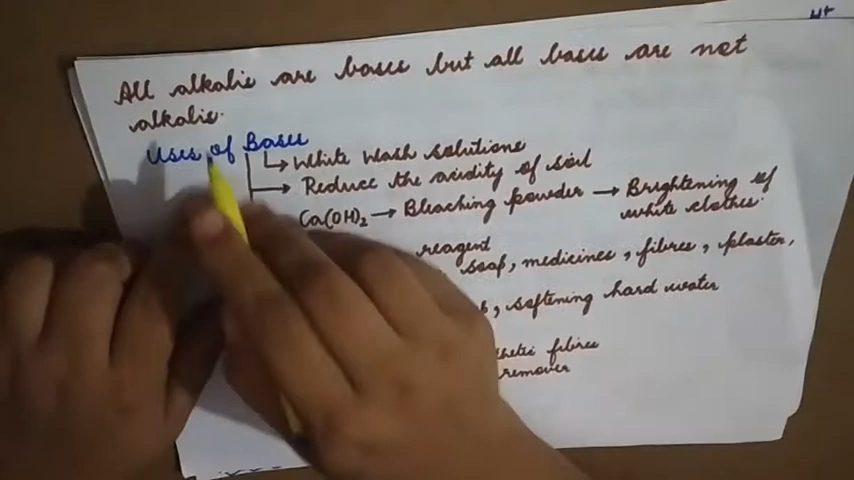 All alkalis are bases but all bases are not
alkalis.
Uses of Bases
White wash solutions
Reduce the acidity of soil
Ca(OH)₂ → Bleaching powder → Brightning of
white clothes.
reagent
soap, medicines, fibres, plaster,
, softening, hard water
fibres
remover